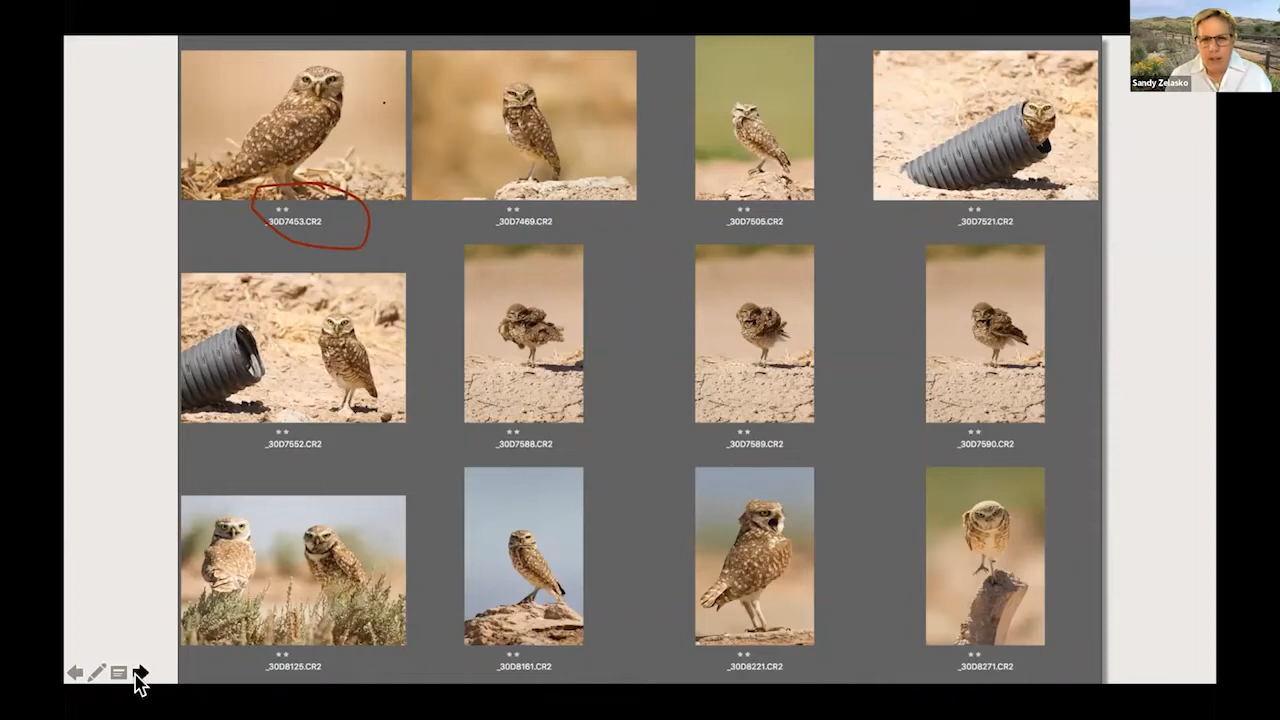 Sandy Zelasko
_30D7453.CR2
_30D7469.CR2
_30D7505.CR2
_30D7521.CR2
_30D7552.CR2
_30D7588.CR2
_30D7589.CR2
_30D7590.CR2
_30D8125.CR2
_30D8161.CR2
_30D8221.CR2
_30D8271.CR2